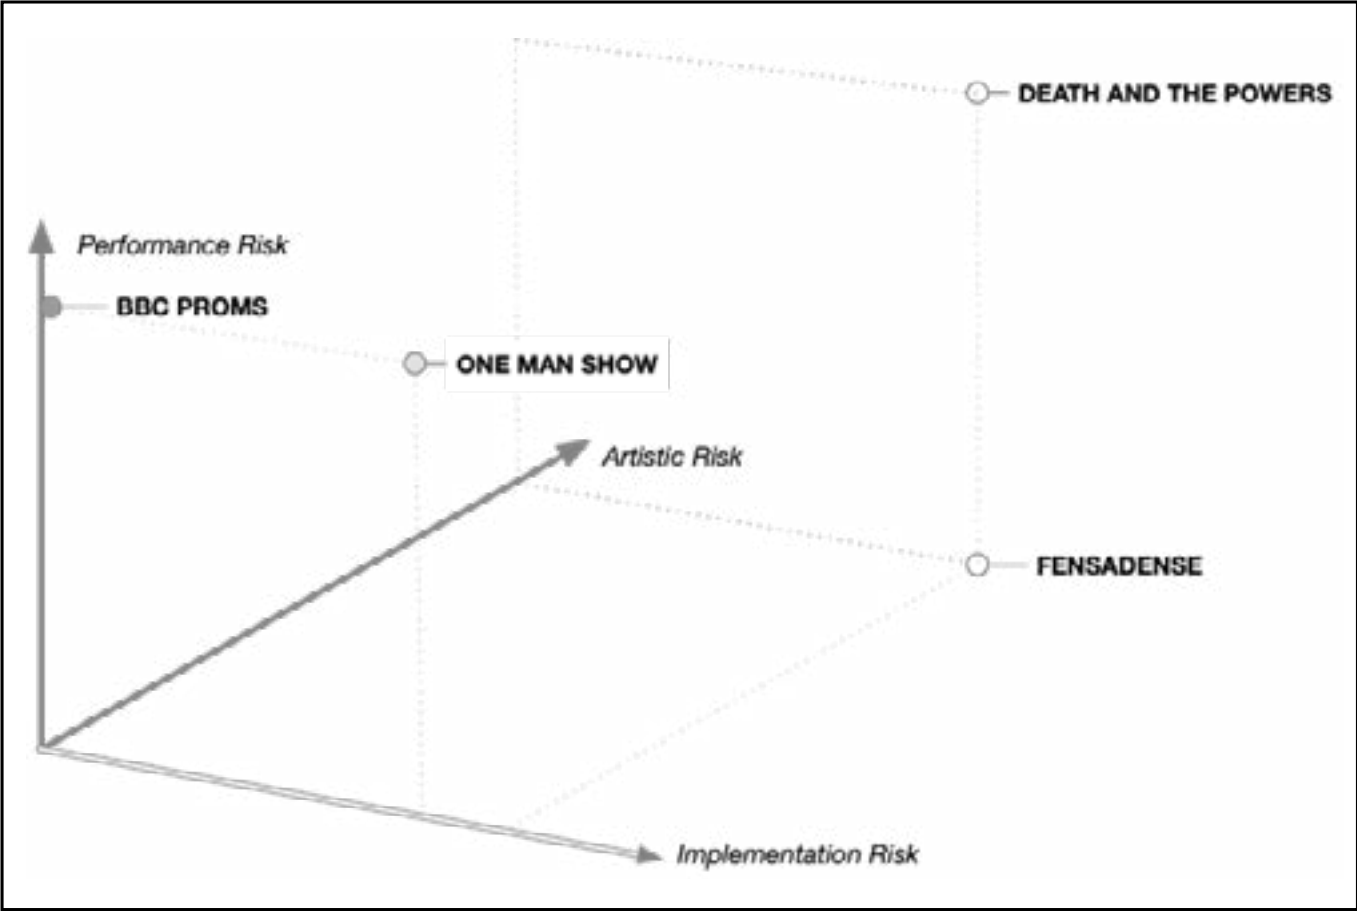 DEATH AND THE POWERS
Performance Risk
BBC PROMS
ONE MAN SHOW
Artistic Risk
FENSADENSE
Implementation Risk